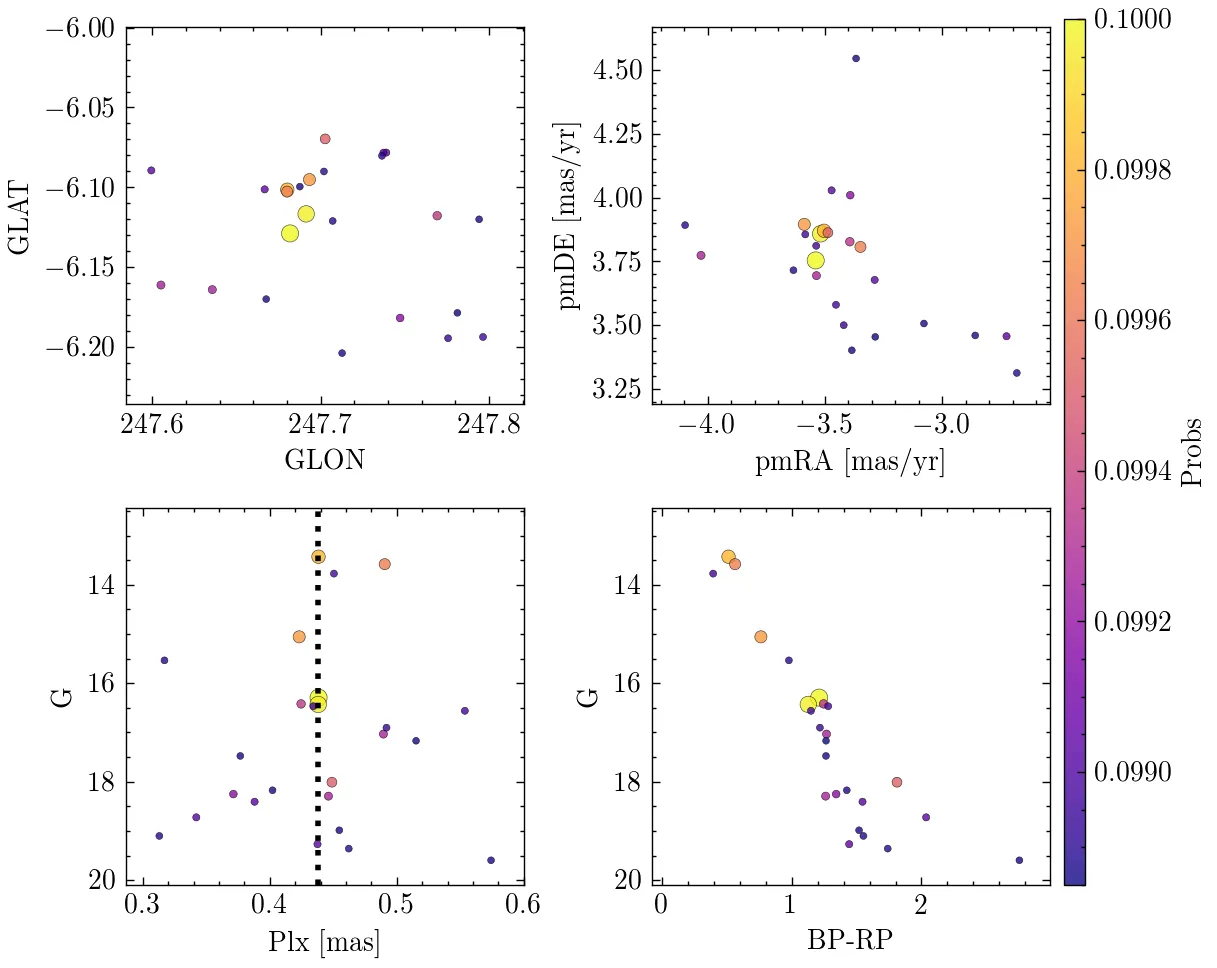 −6.00
−6.05
−6.10
−6.15
−6.20
GLAT
247.6 247.7 247.8
GLON
4.50
4.25
4.00
3.75
3.50
3.25
pmDE [mas/yr]
−4.0 −3.5 −3.0
pmRA [mas/yr]
14
16
18
20
G
0.3 0.4 0.5 0.6
Plx [mas]
14
16
18
20
G
0 1 2
BP-RP
0.1000
0.0998
0.0996
0.0994
0.0992
0.0990
Probs